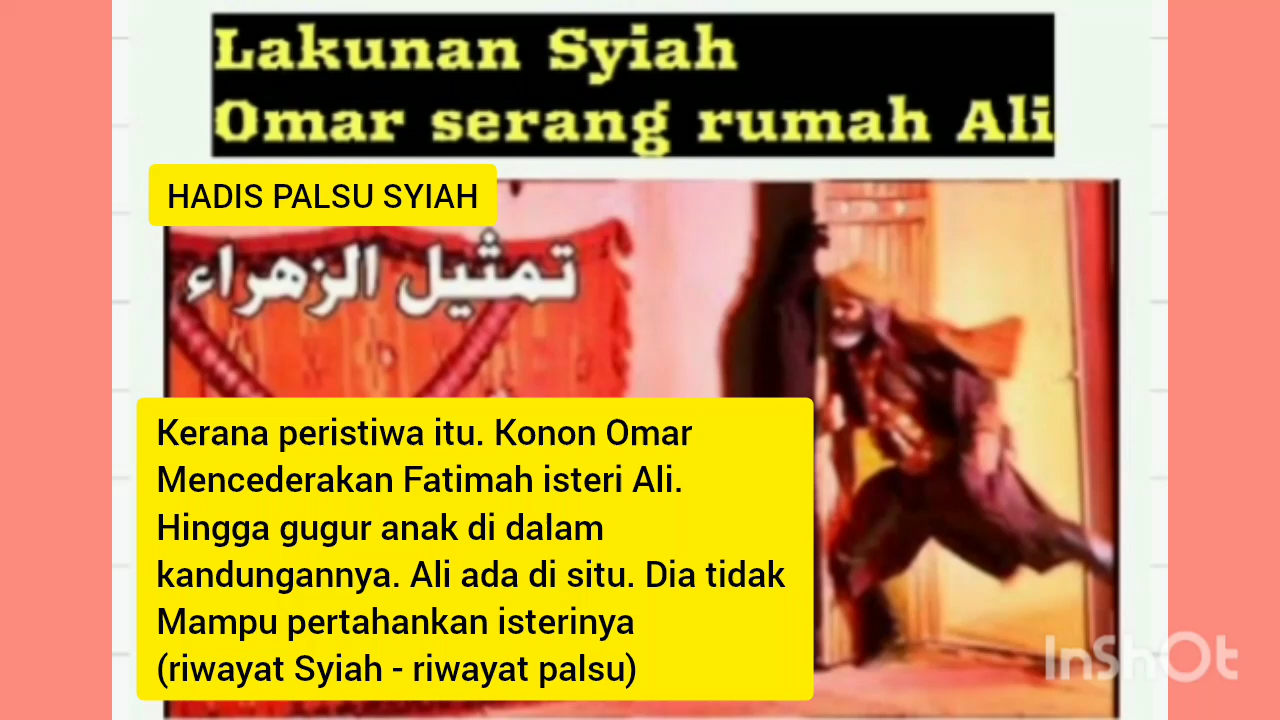 Lakunan Syiah
Omar serang rumah Ali
HADIS PALSU SYIAH
تمثيل الزهراء
Kerana peristiwa itu. Konon Omar
Mencederakan Fatimah isteri Ali.
Hingga gugur anak di dalam
kandungannya. Ali ada di situ. Dia tidak
Mampu pertahankan isterinya
(riwayat Syiah - riwayat palsu)
InShOt